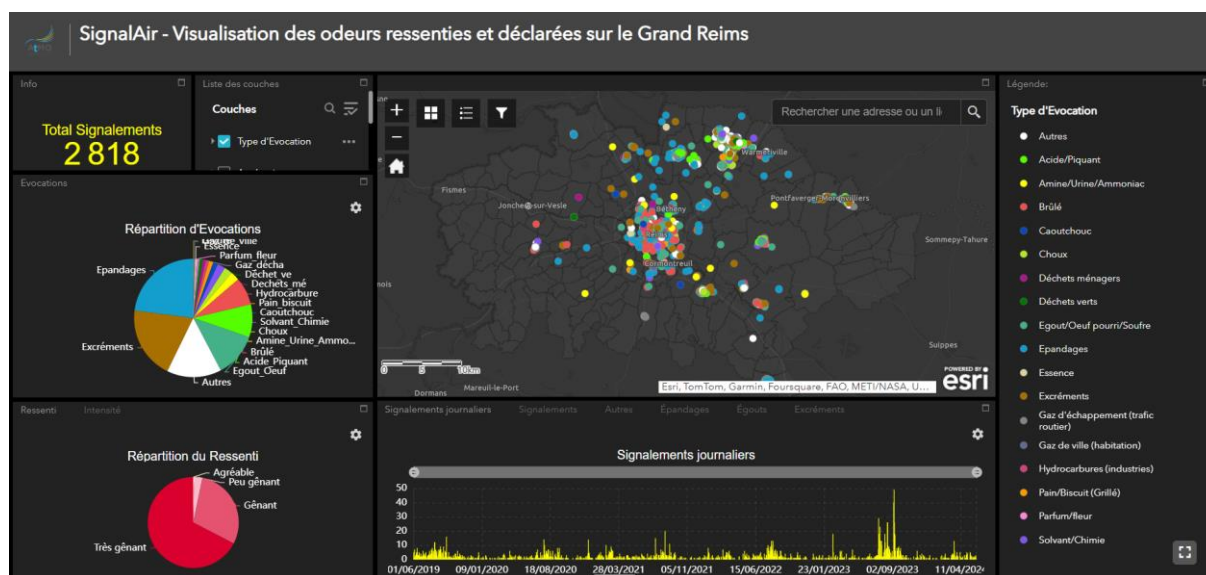 SignalAir - Visualisation des odeurs ressenties et déclarées sur le Grand Reims
Info
Total Signalements
2 818
Liste des couches
Couches
Type d'Evocation
Evocations
Répartition d'Evocations
Essence
Parfum_fleur
Gaz_décha
Déchet_ve
Dechets_mé
Hydrocarbure
Pain_biscuit
Caoutchouc
Solvant_Chimie
Choux
Amine_Urine_Ammo...
Brûlé
Acide_Piquant
Egout_Oeuf
Autres
Excréments
Epandages
Ressenti
Intensité
Répartition du Ressenti
Agréable
Peu gênant
Gênant
Très gênant
Rechercher une adresse ou un li
Fismes
Jonchery-sur-Vesle
Warmeriville
Bétheny
Pontfaverger-Moronvilliers
Cormontreuil
Sommepy-Tahure
Suippes
Mareuil-le-Port
Dormans
0 5 10km
Esri, TomTom, Garmin, Foursquare, FAO, METI/NASA, U...
POWERED BY
esri
Signalements journaliers
Signalements
Autres
Épandages
Égouts
Excréments
Signalements journaliers
50
40
30
20
10
0
01/06/2019
09/01/2020
18/08/2020
28/03/2021
05/11/2021
15/06/2022
23/01/2023
02/09/2023
11/04/2024
Légende:
Type d'Evocation
Autres
Acide/Piquant
Amine/Urine/Ammoniac
Brûlé
Caoutchouc
Choux
Déchets ménagers
Déchets verts
Egout/Oeuf pourri/Soufre
Epandages
Essence
Excréments
Gaz d'échappement (trafic
routier)
Gaz de ville (habitation)
Hydrocarbures (industries)
Pain/Biscuit (Grillé)
Parfum/fleur
Solvant/Chimie